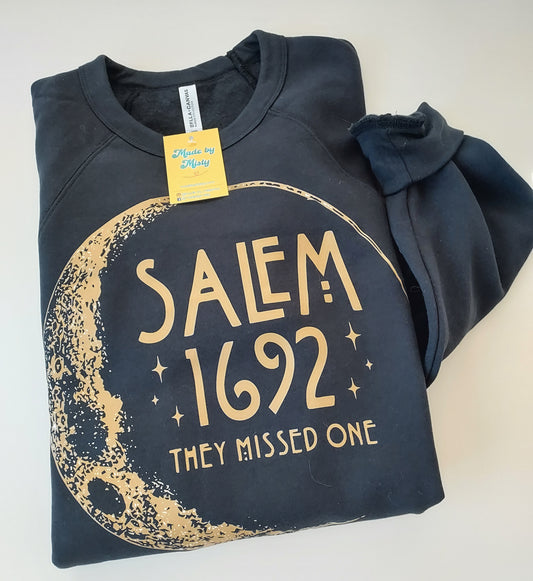 BELLA+CANVAS
Made by
Misty
SALEM
1692
THEY MISSED ONE